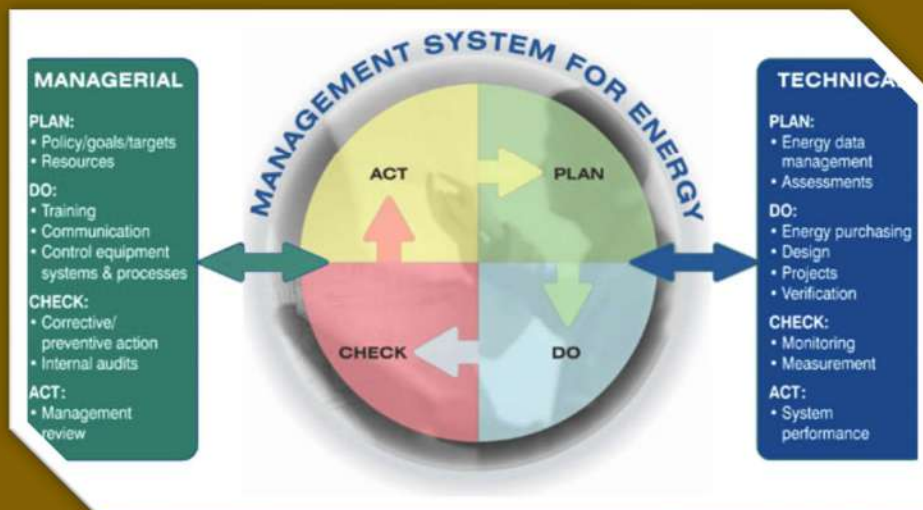 MANAGEMENT SYSTEM FOR ENERGY
MANAGERIAL
PLAN:
• Policy/goals/targets
• Resources
DO:
• Training
• Communication
• Control equipment
systems & processes
CHECK:
• Corrective/
preventive action
• Internal audits
ACT:
• Management
review
ACT
PLAN
CHECK
DO
TECHNICA
PLAN:
• Energy data
management
• Assessments
DO:
• Energy purchasing
• Design
• Projects
• Verification
CHECK:
• Monitoring
• Measurement
ACT:
• System
performance